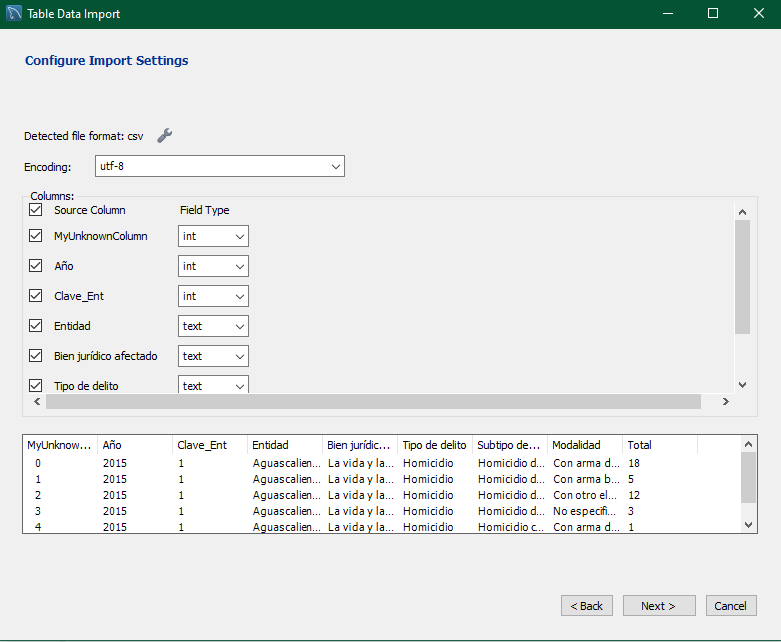 Table Data Import
Configure Import Settings
Detected file format: csv
Encoding: utf-8
Columns:
Source Column Field Type
MyUnknownColumn int
Año int
Clave_Ent int
Entidad text
Bien jurídico afectado text
Tipo de delito text
MyUnknow... Año Clave_Ent Entidad Bien jurídic... Tipo de delito Subtipo de... Modalidad Total
0 2015 1 Aguascalien... La vida y la... Homicidio Homicidio d... Con arma d... 18
1 2015 1 Aguascalien... La vida y la... Homicidio Homicidio d... Con arma b... 5
2 2015 1 Aguascalien... La vida y la... Homicidio Homicidio d... Con otro el... 12
3 2015 1 Aguascalien... La vida y la... Homicidio Homicidio d... No especifi... 3
4 2015 1 Aguascalien... La vida y la... Homicidio Homicidio c... Con arma d... 1
< Back Next > Cancel